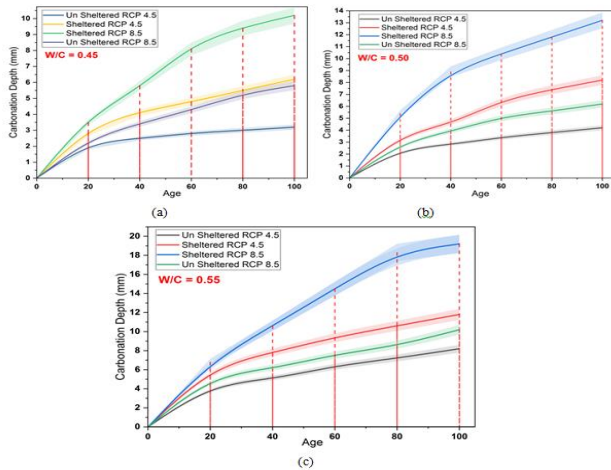 Un Sheltered RCP 4.5
Sheltered RCP 4.5
Sheltered RCP 8.5
Un Sheltered RCP 8.5
W/C = 0.45
Carbonation Depth (mm)
10
8
6
4
2
0
0 20 40 60 80 100
Age
(a)
Un Sheltered RCP 4.5
Sheltered RCP 4.5
Sheltered RCP 8.5
Un Sheltered RCP 8.5
W/C = 0.50
Carbonation Depth (mm)
14
13
12
11
10
9
8
7
6
5
4
3
2
1
0
0 20 40 60 80 100
Age
(b)
Un Sheltered RCP 4.5
Sheltered RCP 4.5
Sheltered RCP 8.5
Un Sheltered RCP 8.5
W/C = 0.55
Carbonation Depth (mm)
20
18
16
14
12
10
8
6
4
2
0
0 20 40 60 80 100
Age
(c)